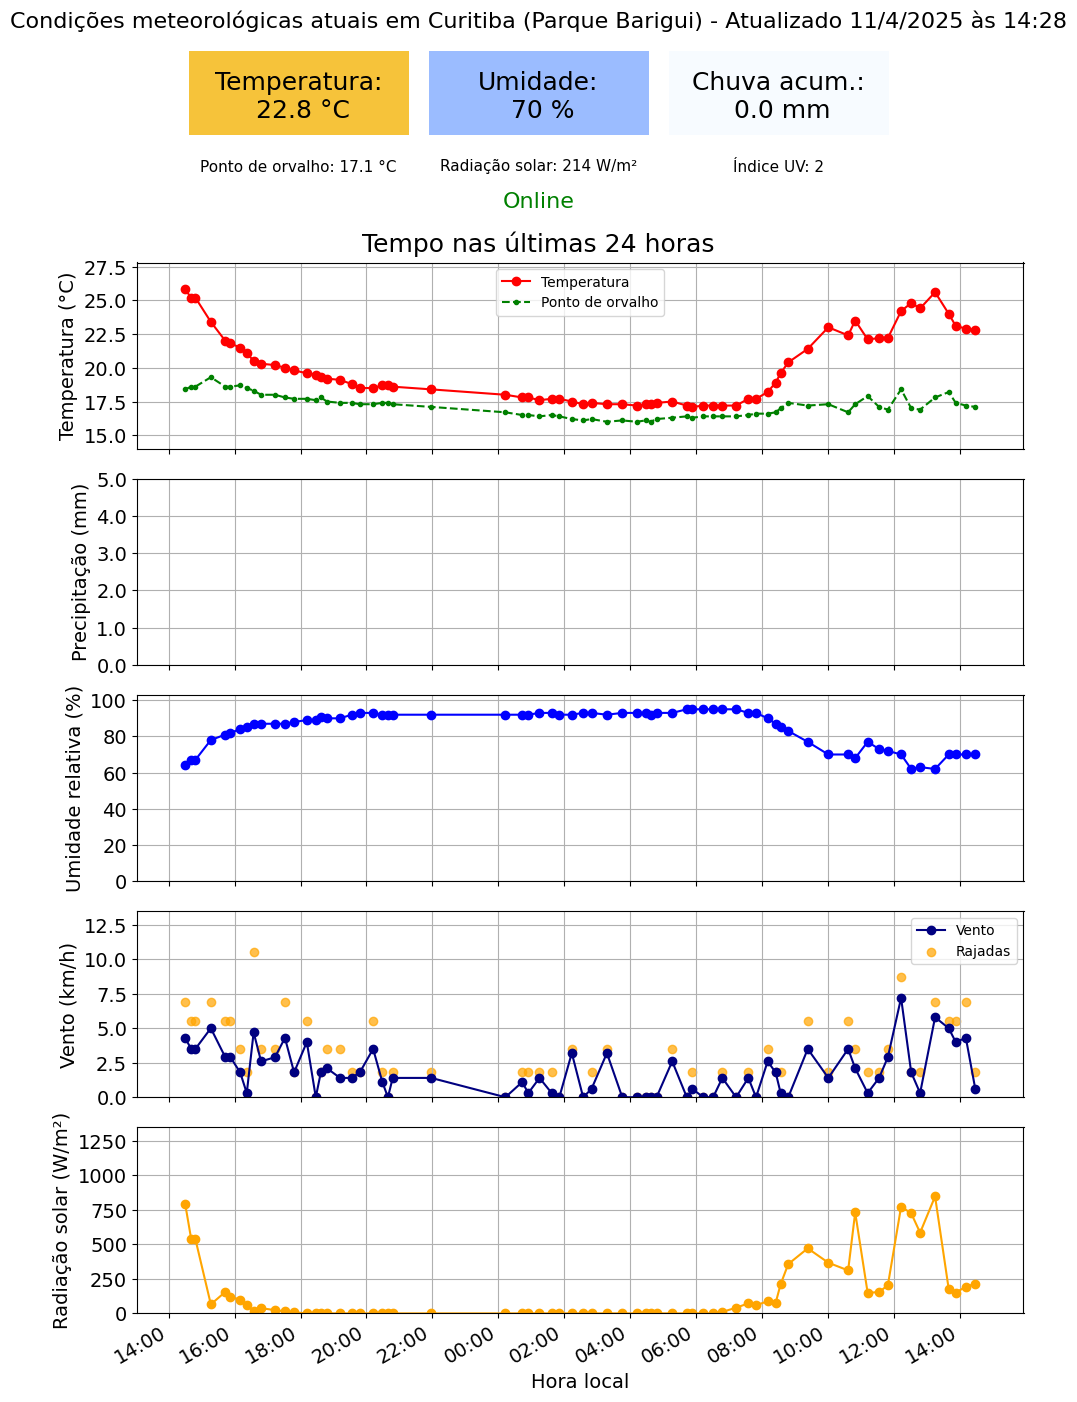 Condições meteorológicas atuais em Curitiba (Parque Barigui) - Atualizado 11/4/2025 às 14:28
Temperatura:
22.8 °C
Umidade:
70 %
Chuva acum.:
0.0 mm
Ponto de orvalho: 17.1 °C
Radiação solar: 214 W/m²
Índice UV: 2
Online
Tempo nas últimas 24 horas
Temperatura (°C)
27.5
25.0
22.5
20.0
17.5
15.0
Temperatura
Ponto de orvalho
Precipitação (mm)
5.0
4.0
3.0
2.0
1.0
0.0
Umidade relativa (%)
100
80
60
40
20
0
Vento (km/h)
12.5
10.0
7.5
5.0
2.5
0.0
Vento
Rajadas
Radiação solar (W/m²)
1250
1000
750
500
250
0
14:00
16:00
18:00
20:00
22:00
00:00
02:00
04:00
06:00
08:00
10:00
12:00
14:00
Hora local